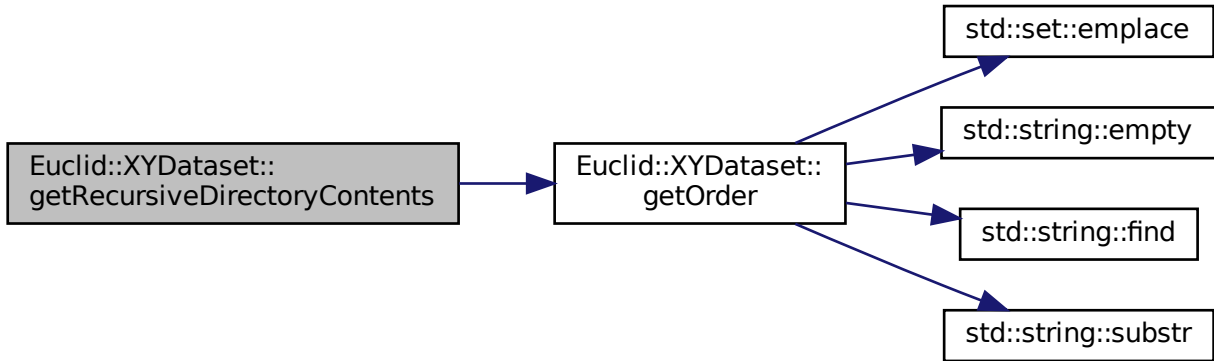 Euclid::XYDataset::
getRecursiveDirectoryContents
Euclid::XYDataset::
getOrder
std::set::emplace
std::string::empty
std::string::find
std::string::substr